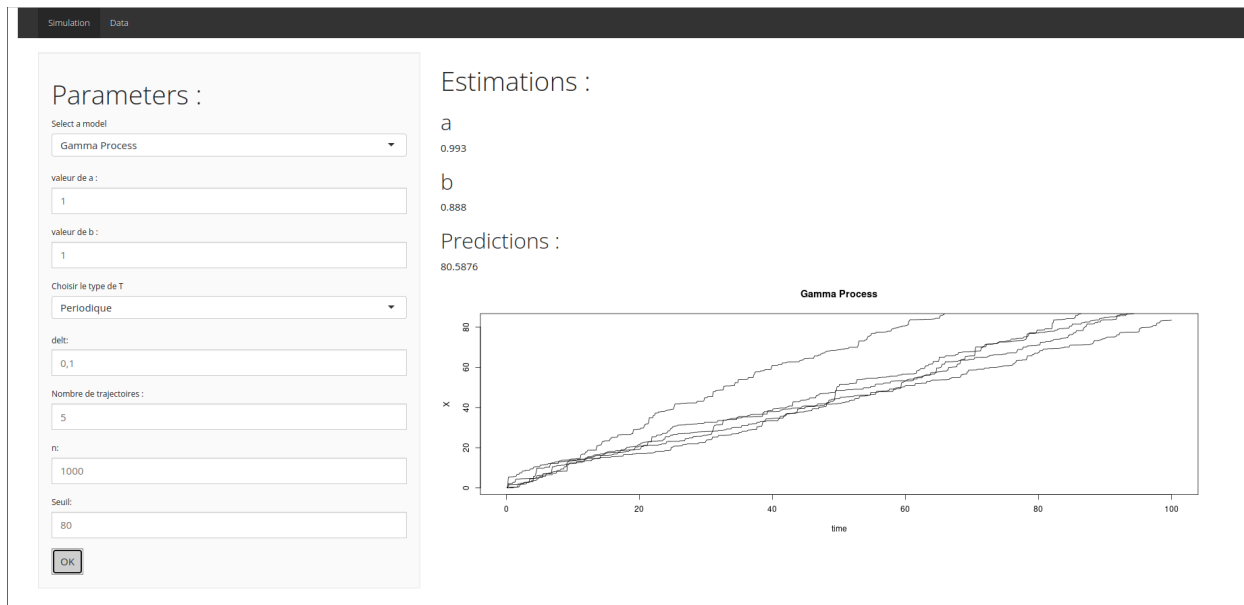 Simulation Data
Parameters :
Select a model
Gamma Process
valeur de a :
1
valeur de b :
1
Choisir le type de T
Periodique
delt:
0,1
Nombre de trajectoires :
5
n:
1000
Seuil:
80
OK
Estimations :
a
0.993
b
0.888
Predictions :
80.5876
Gamma Process
X
80
60
40
20
0
0 20 40 60 80 100
time